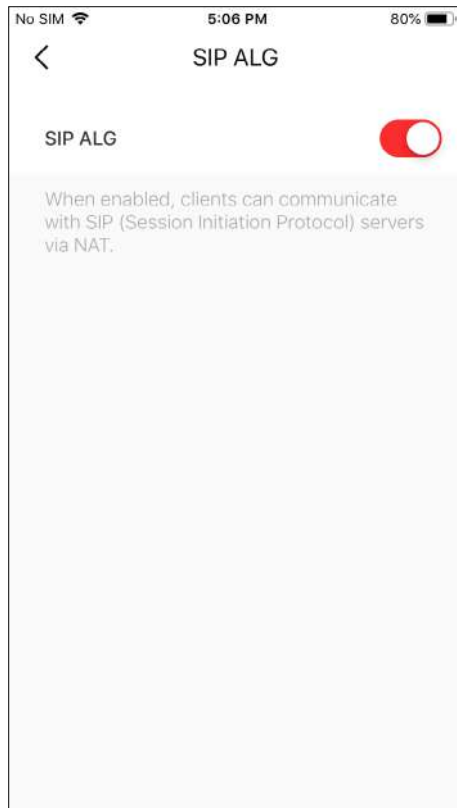 No SIM 5:06 PM 80%
SIP ALG
SIP ALG
When enabled, clients can communicate
with SIP (Session Initiation Protocol) servers
via NAT.